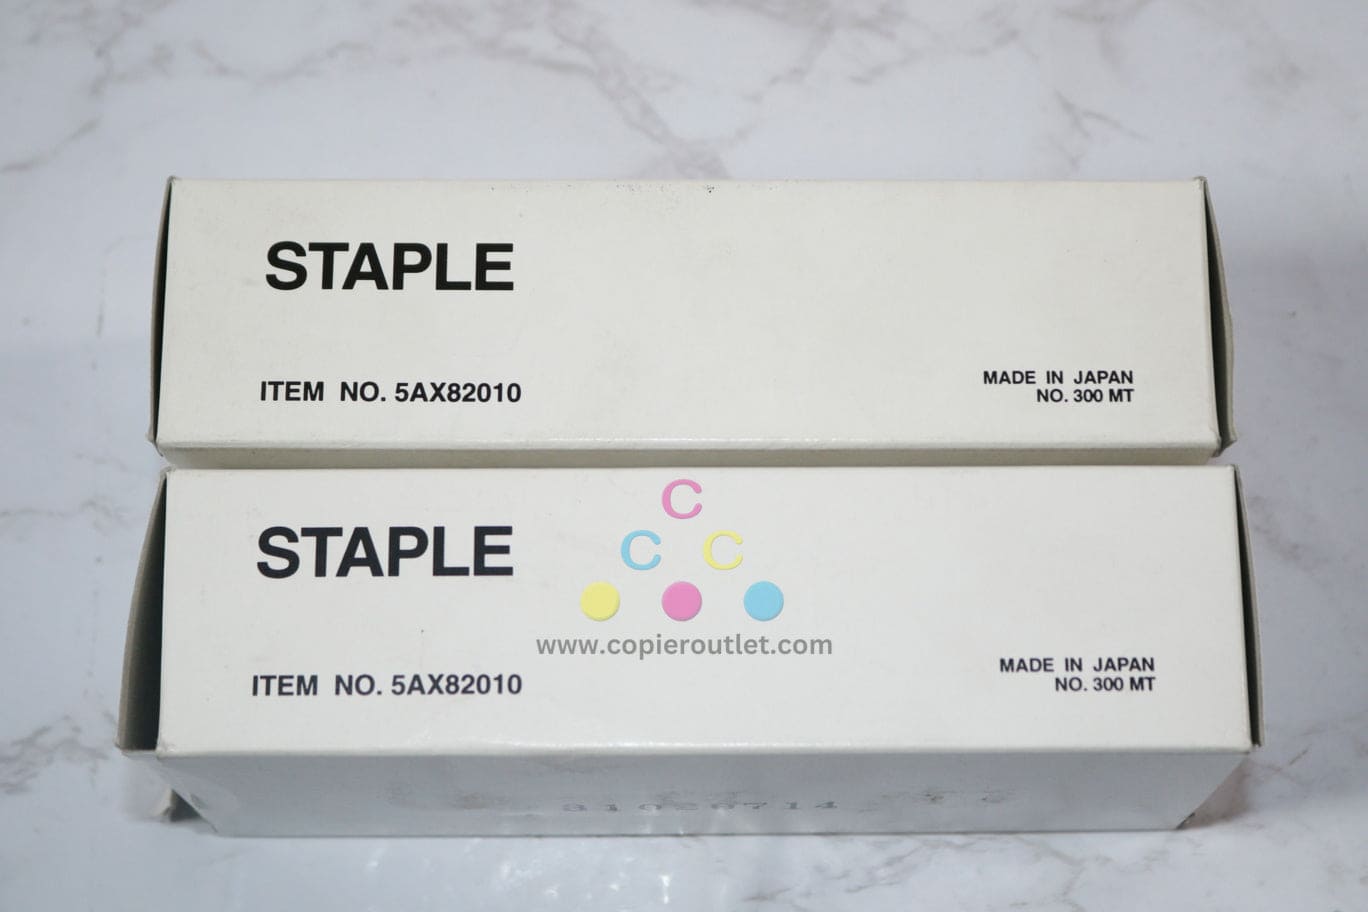 STAPLE
ITEM NO. 5AX82010
MADE IN JAPAN
NO. 300 MT
STAPLE
C
C C
www.copieroutlet.com
ITEM NO. 5AX82010
MADE IN JAPAN
NO. 300 MT